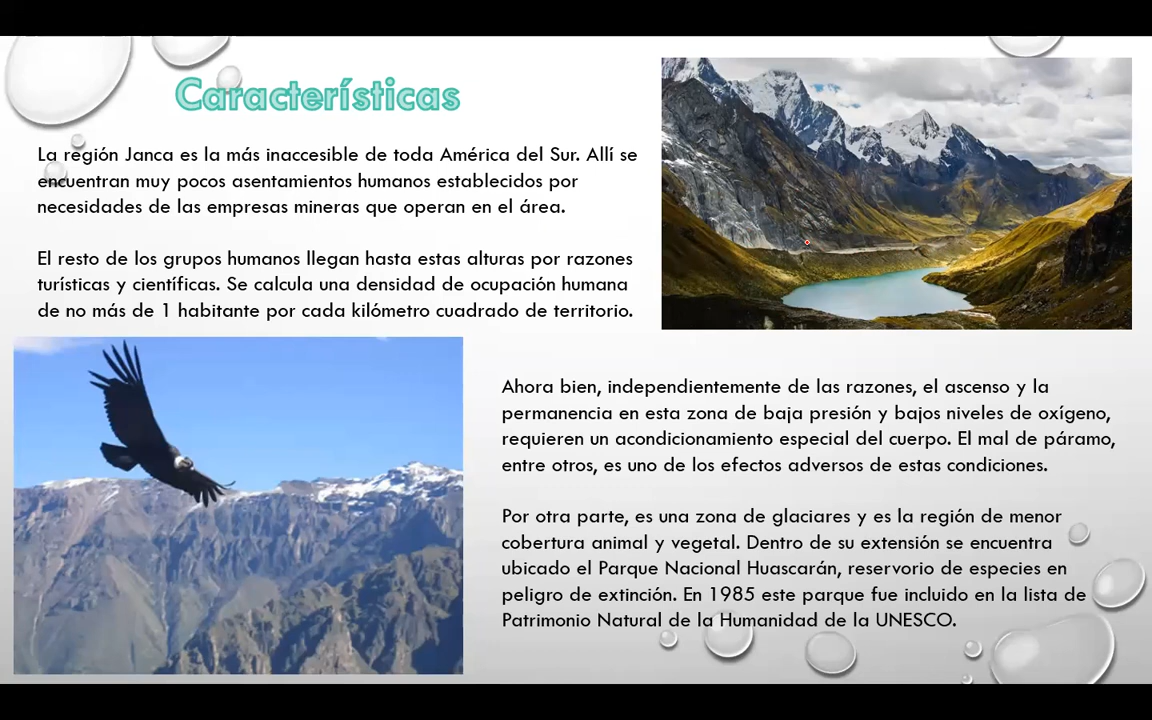 Características
La región Janca es la más inaccesible de toda América del Sur. Allí se
encuentran muy pocos asentamientos humanos establecidos por
necesidades de las empresas mineras que operan en el área.
El resto de los grupos humanos llegan hasta estas alturas por razones
turísticas y científicas. Se calcula una densidad de ocupación humana
de no más de 1 habitante por cada kilómetro cuadrado de territorio.
Ahora bien, independientemente de las razones, el ascenso y la
permanencia en esta zona de baja presión y bajos niveles de oxígeno,
requieren un acondicionamiento especial del cuerpo. El mal de páramo,
entre otros, es uno de los efectos adversos de estas condiciones.
Por otra parte, es una zona de glaciares y es la región de menor
cobertura animal y vegetal. Dentro de su extensión se encuentra
ubicado el Parque Nacional Huascarán, reservorio de especies en
peligro de extinción. En 1985 este parque fue incluido en la lista de
Patrimonio Natural de la Humanidad de la UNESCO.